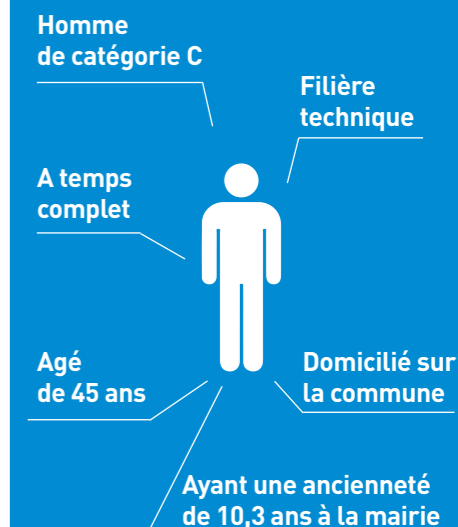 Homme
de catégorie C
Filière
technique
A temps
complet
Agé
de 45 ans
Domicilié sur
la commune
Ayant une ancienneté
de 10,3 ans à la mairie